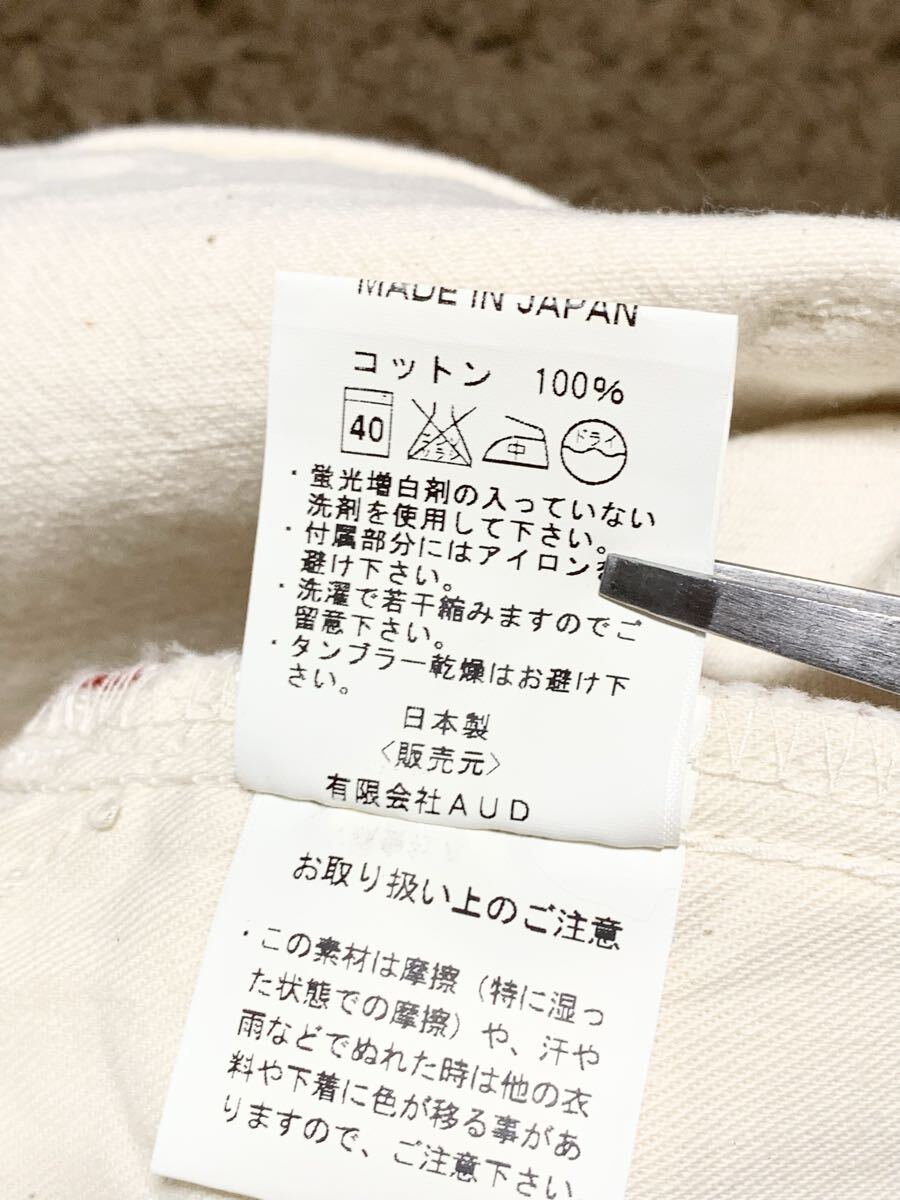 MADE IN JAPAN
コットン 100%
40 エンソサラシ 中 ドライ
・蛍光増白剤の入っていない
洗剤を使用して下さい。
・付属部分にはアイロンを
避け下さい。
・洗濯で若干縮みますのでご
留意下さい。
・タンブラー乾燥はお避け下
さい。
日本製
〈販売元〉
有限会社AUD
お取り扱い上のご注意
・この素材は摩擦（特に湿っ
た状態での摩擦）や、汗や
雨などでぬれた時は他の衣
料や下着に色が移る事があ
りますので、ご注意下さい。